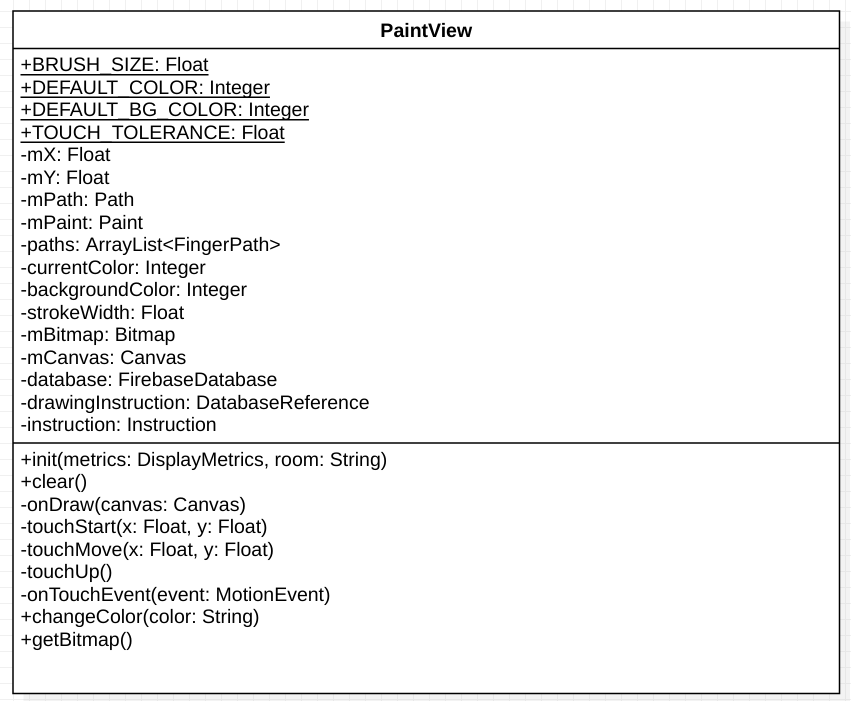 PaintView
+BRUSH_SIZE: Float
+DEFAULT_COLOR: Integer
+DEFAULT_BG_COLOR: Integer
+TOUCH_TOLERANCE: Float
-mX: Float
-mY: Float
-mPath: Path
-mPaint: Paint
-paths: ArrayList<FingerPath>
-currentColor: Integer
-backgroundColor: Integer
-strokeWidth: Float
-mBitmap: Bitmap
-mCanvas: Canvas
-database: FirebaseDatabase
-drawingInstruction: DatabaseReference
-instruction: Instruction
+init(metrics: DisplayMetrics, room: String)
+clear()
-onDraw(canvas: Canvas)
-touchStart(x: Float, y: Float)
-touchMove(x: Float, y: Float)
-touchUp()
-onTouchEvent(event: MotionEvent)
+changeColor(color: String)
+getBitmap()